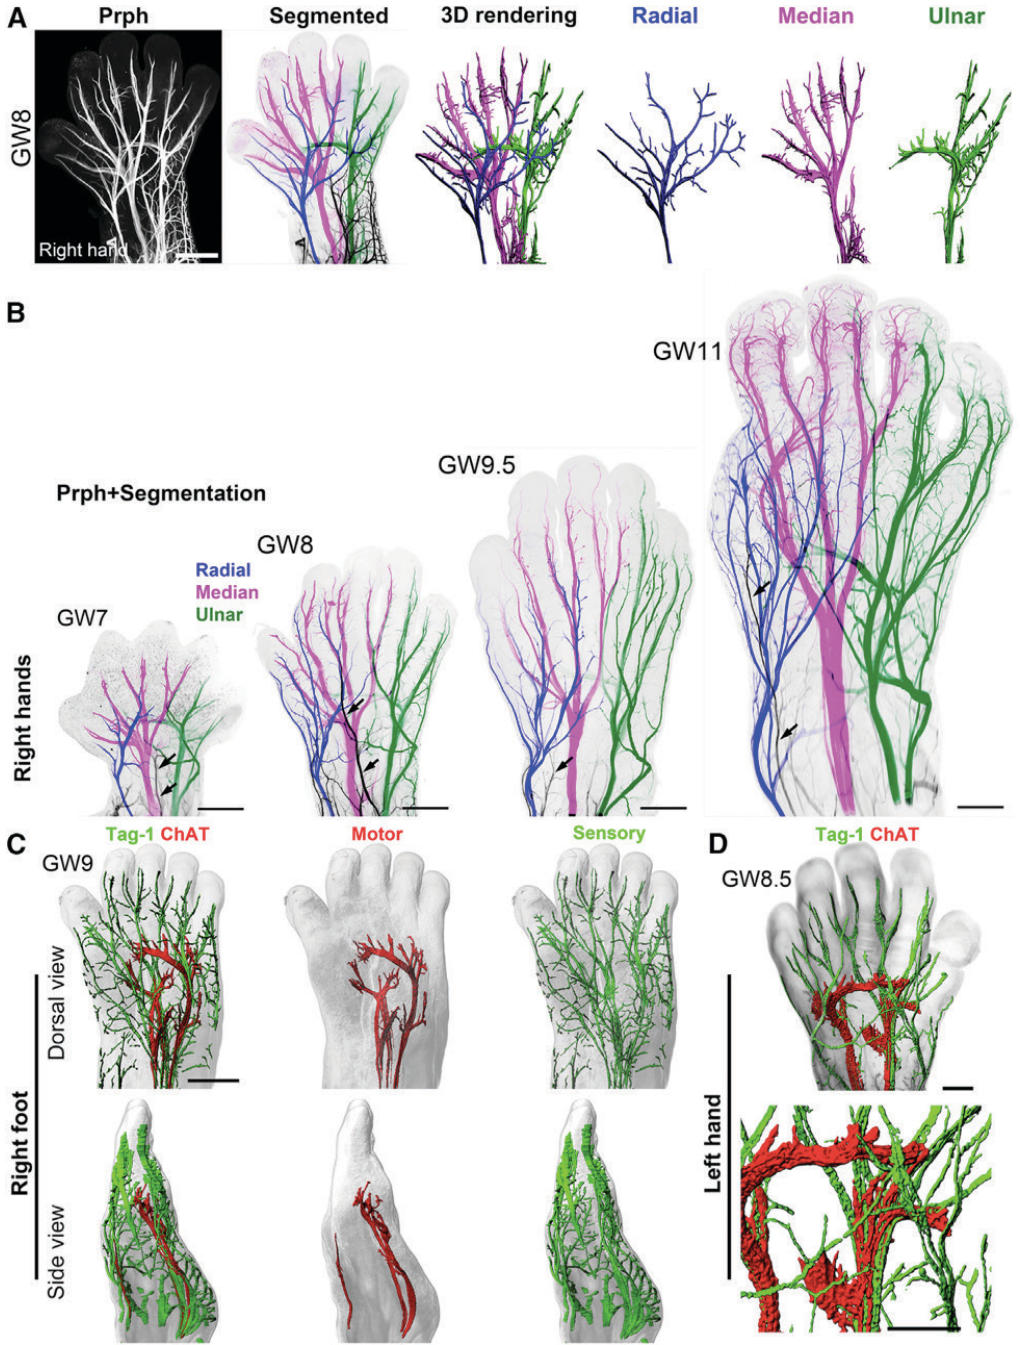 A
Prph
Segmented
3D rendering
Radial
Median
Ulnar
GW8
Right hand
B
GW11
GW9.5
Prph+Segmentation
GW8
Radial
Median
Ulnar
GW7
Right hands
C
Tag-1 ChAT
Motor
Sensory
D
Tag-1 ChAT
GW9
GW8.5
Dorsal view
Right foot
Side view
Left hand